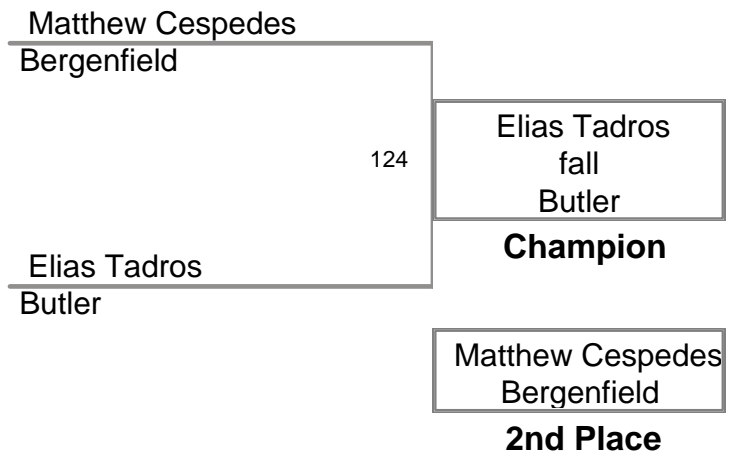 Matthew Cespedes
Bergenfield
124
Elias Tadros
fall
Butler
Champion
Elias Tadros
Butler
Matthew Cespedes
Bergenfield
2nd Place